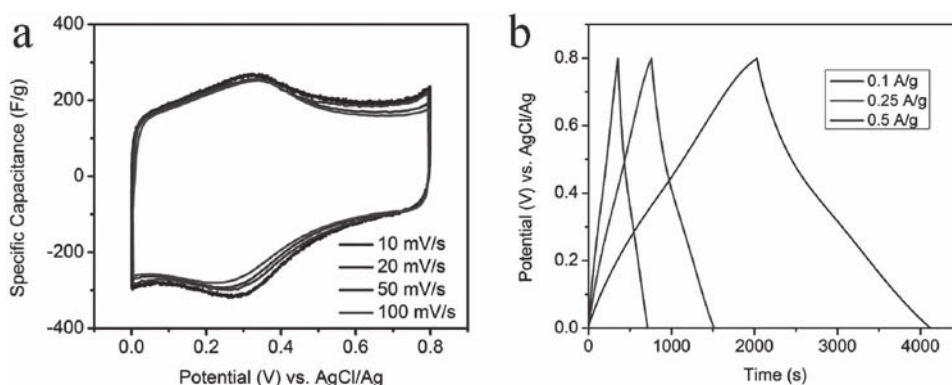 a
400
200
0
-200
-400
Specific Capacitance (F/g)
10 mV/s
20 mV/s
50 mV/s
100 mV/s
0.0 0.2 0.4 0.6 0.8
Potential (V) vs. AgCl/Ag
b
0.8
0.6
0.4
0.2
0.0
Potential (V) vs. AgCl/Ag
0.1 A/g
0.25 A/g
0.5 A/g
0 1000 2000 3000 4000
Time (s)